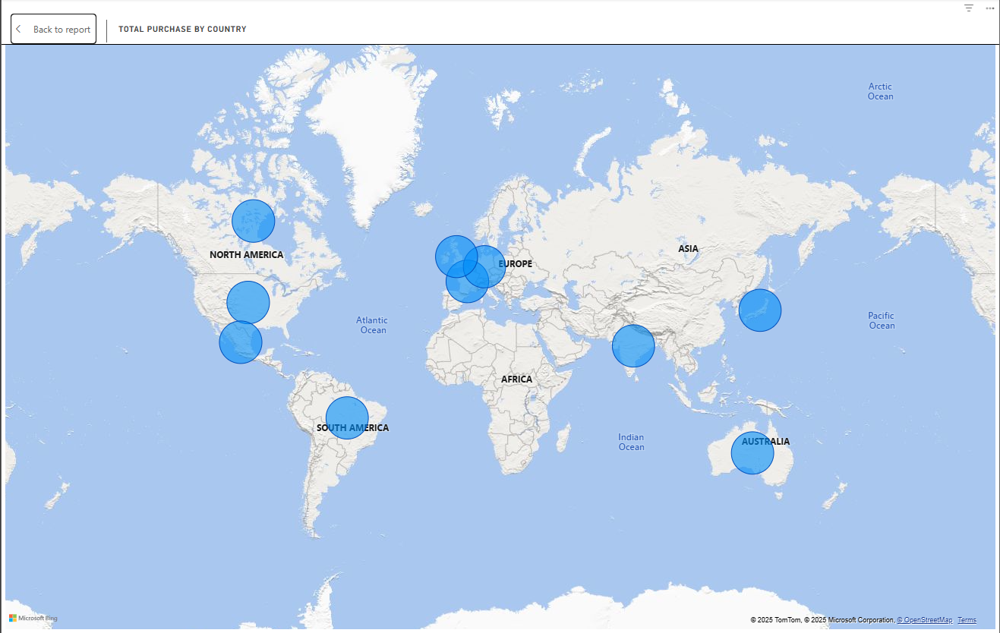 Back to report
TOTAL PURCHASE BY COUNTRY
Arctic
Ocean
NORTH AMERICA
EUROPE
ASIA
Atlantic
Ocean
Pacific
Ocean
AFRICA
SOUTH AMERICA
Indian
Ocean
AUSTRALIA
Microsoft Bing
© 2025 TomTom, © 2025 Microsoft Corporation, © OpenStreetMap Terms